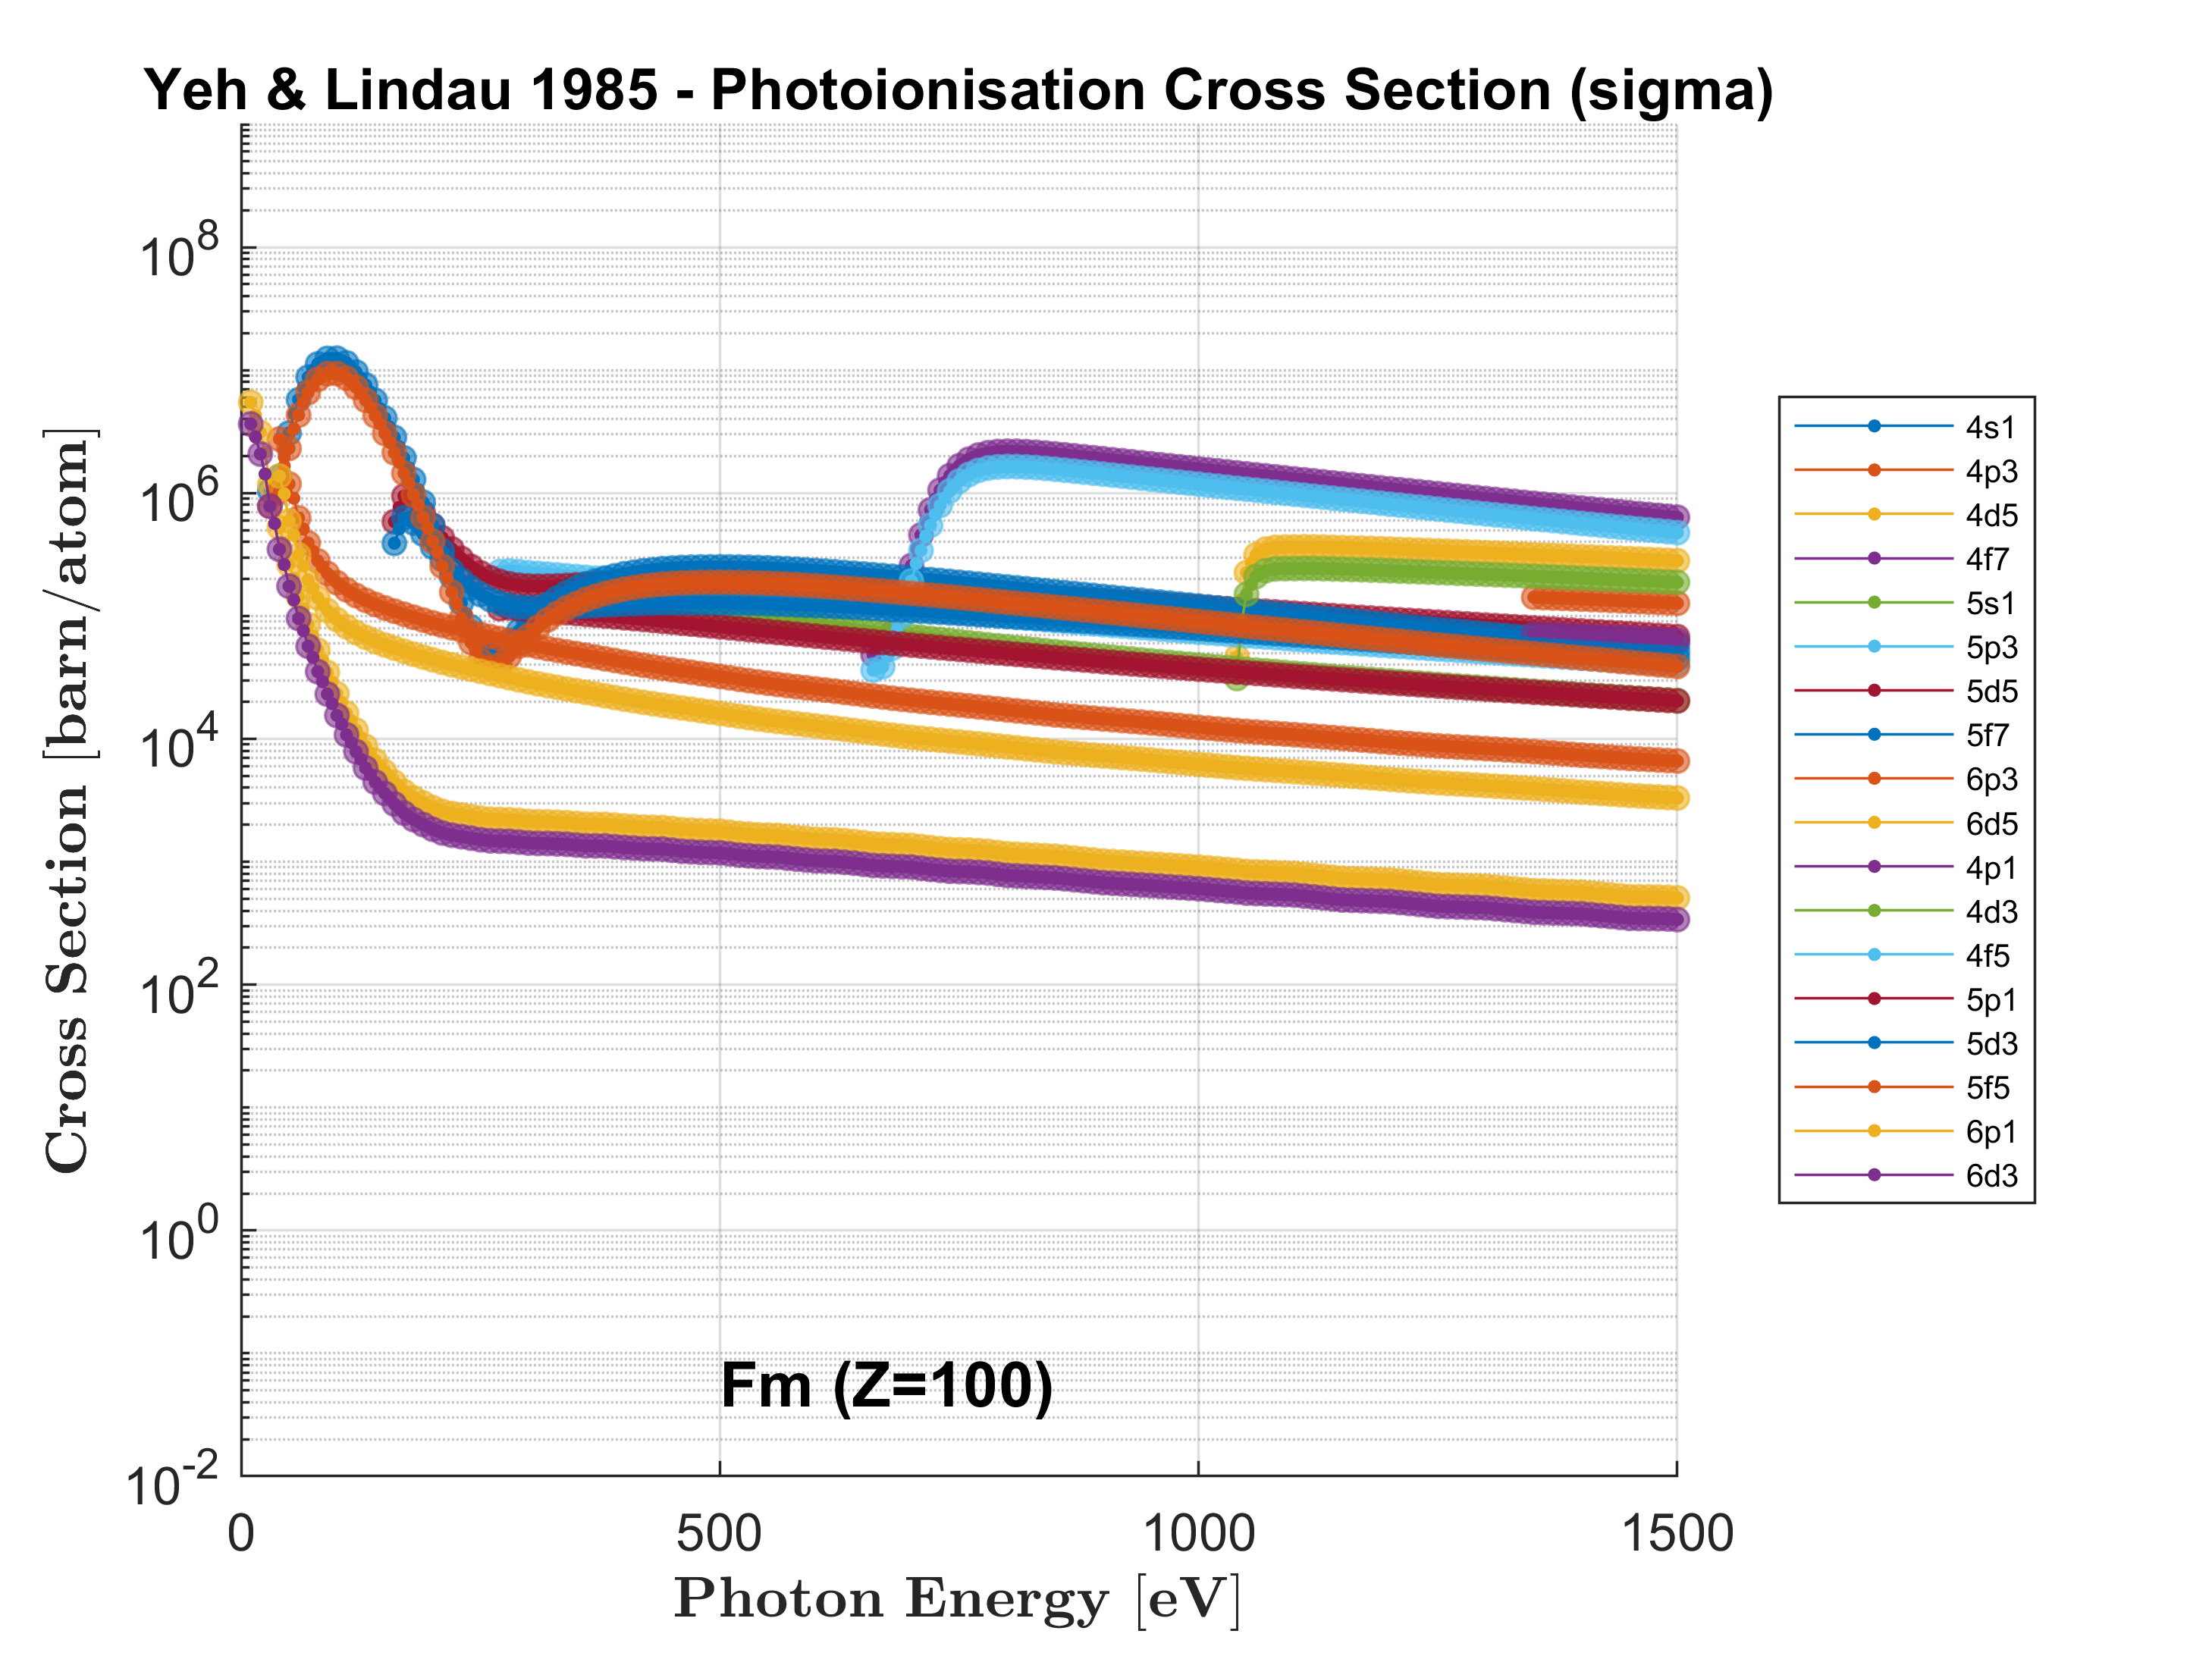 Yeh & Lindau 1985 - Photoionisation Cross Section (sigma)
Cross Section [barn/atom]
10^8
10^6
10^4
10^2
10^0
10^-2
0 500 1000 1500
Photon Energy [eV]
Fm (Z=100)
4s1
4p3
4d5
4f7
5s1
5p3
5d5
5f7
6p3
6d5
4p1
4d3
4f5
5p1
5d3
5f5
6p1
6d3